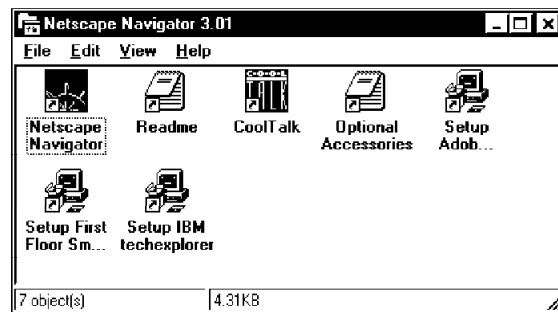 Netscape Navigator 3.01
File Edit View Help
Netscape Navigator
Readme
CoolTalk
Optional Accessories
Setup Adob...
Setup First Floor Sm...
Setup IBM techexplorer
7 object(s)
4.31KB